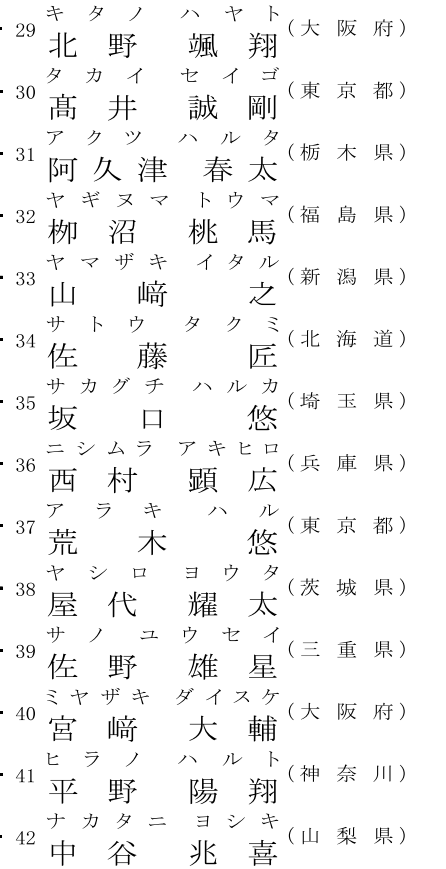 キタノ ハヤト
29 北野 颯翔 (大阪府)
タカイ セイゴ
30 髙井 誠剛 (東京都)
アクツ ハルタ
31 阿久津 春太 (栃木県)
ヤギヌマ トウマ
32 栁沼 桃馬 (福島県)
ヤマザキ イタル
33 山﨑 之 (新潟県)
サトウ タクミ
34 佐藤 匠 (北海道)
サカグチ ハルカ
35 坂口 悠 (埼玉県)
ニシムラ アキヒロ
36 西村 顕広 (兵庫県)
アラキ ハル
37 荒木 悠 (東京都)
ヤシロ ヨウタ
38 屋代 耀太 (茨城県)
サノ ユウセイ
39 佐野 雄星 (三重県)
ミヤザキ ダイスケ
40 宮﨑 大輔 (大阪府)
ヒラノ ハルト
41 平野 陽翔 (神奈川)
ナカタニ ヨシキ
42 中谷 兆喜 (山梨県)